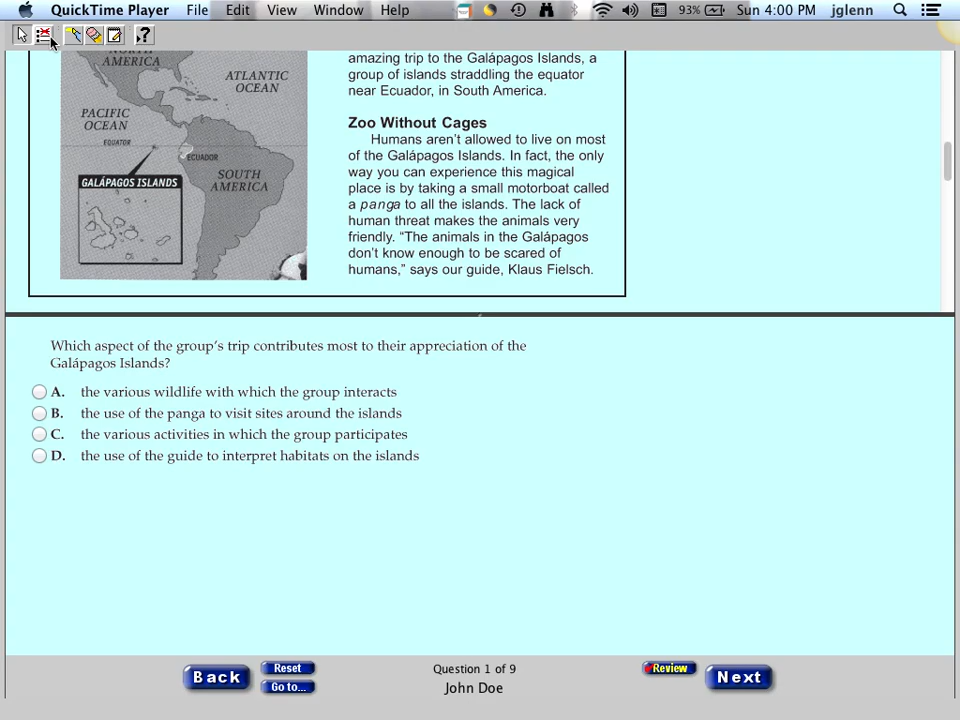 QuickTime Player File Edit View Window Help 93% Sun 4:00 PM jglenn
?
NORTH
AMERICA
ATLANTIC
OCEAN
PACIFIC
OCEAN
EQUATOR
ECUADOR
GALÁPAGOS ISLANDS
SOUTH
AMERICA
amazing trip to the Galápagos Islands, a
group of islands straddling the equator
near Ecuador, in South America.
Zoo Without Cages
Humans aren’t allowed to live on most
of the Galápagos Islands. In fact, the only
way you can experience this magical
place is by taking a small motorboat called
a panga to all the islands. The lack of
human threat makes the animals very
friendly. “The animals in the Galápagos
don’t know enough to be scared of
humans,” says our guide, Klaus Fielsch.
Which aspect of the group’s trip contributes most to their appreciation of the
Galápagos Islands?
A. the various wildlife with which the group interacts
B. the use of the panga to visit sites around the islands
C. the various activities in which the group participates
D. the use of the guide to interpret habitats on the islands
Back
Reset
Go to...
Question 1 of 9
John Doe
Review
Next